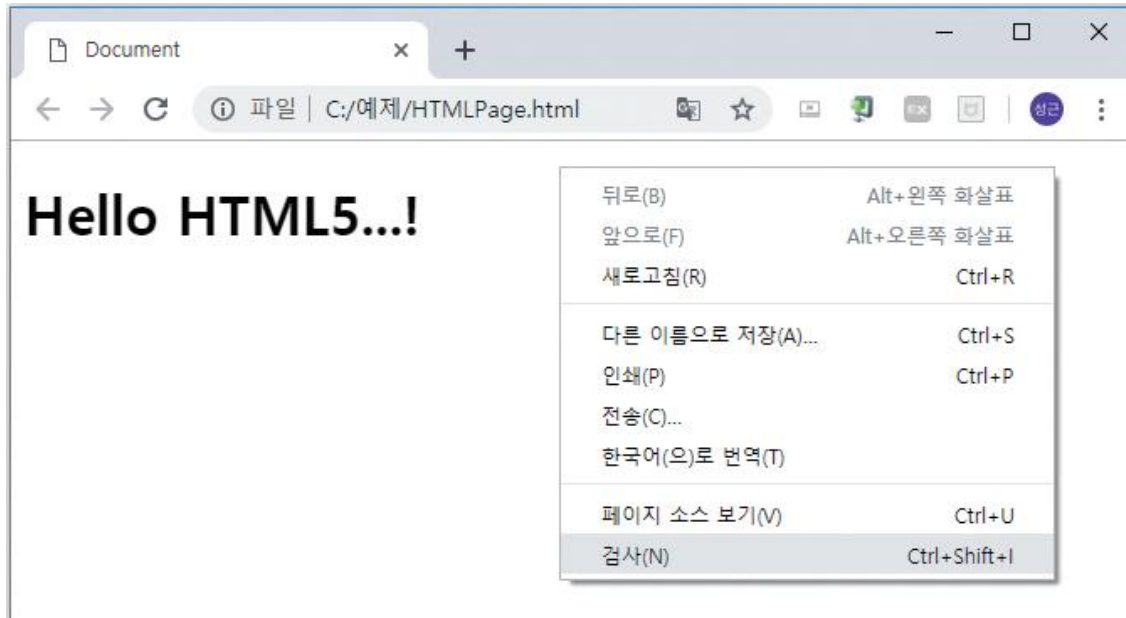 Document
파일 | C:/예제/HTMLPage.html
성근
Hello HTML5...!
뒤로(B) Alt+왼쪽 화살표
앞으로(F) Alt+오른쪽 화살표
새로고침(R) Ctrl+R
다른 이름으로 저장(A)... Ctrl+S
인쇄(P) Ctrl+P
전송(C)...
한국어(으)로 번역(T)
페이지 소스 보기(V) Ctrl+U
검사(N) Ctrl+Shift+I